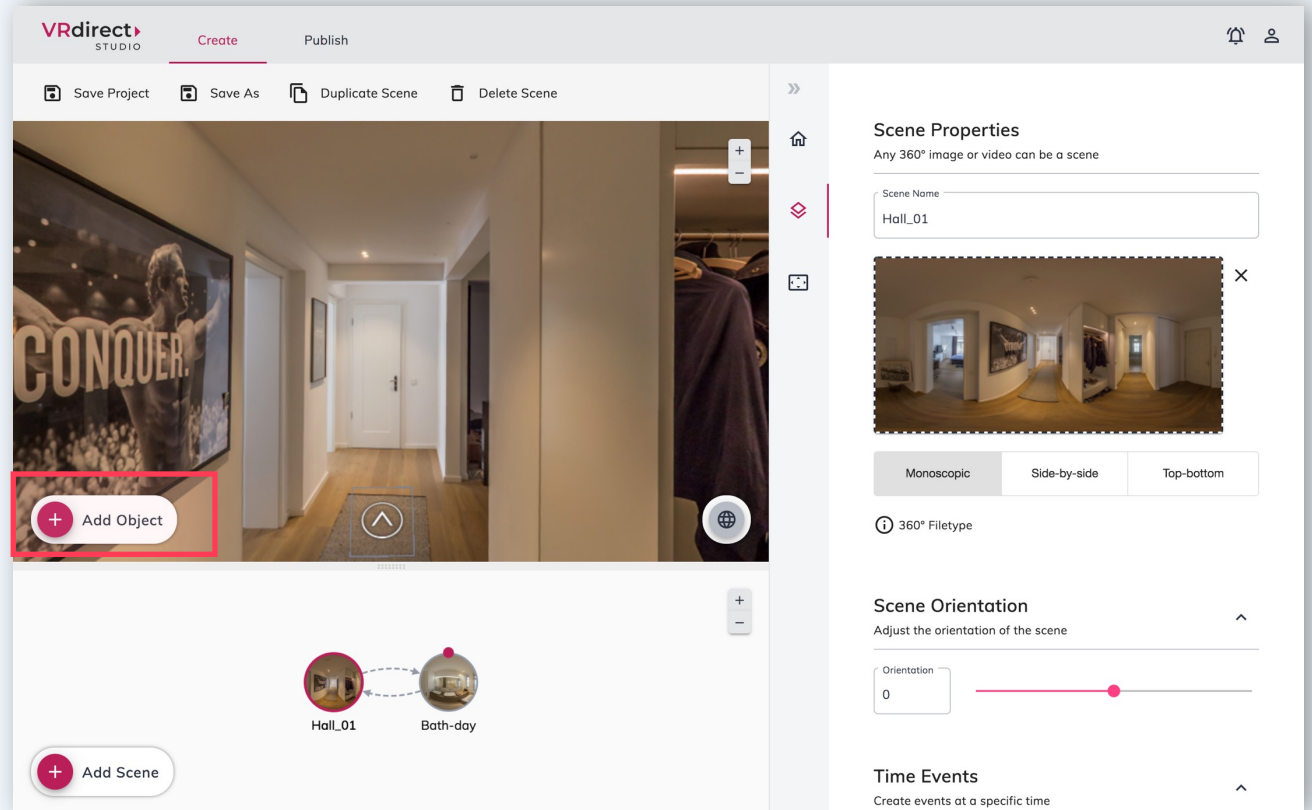 VRdirect
STUDIO
Create
Publish
Save Project
Save As
Duplicate Scene
Delete Scene
CONQUER.
+
−
Add Object
+
−
Hall_01
Bath-day
Add Scene
Scene Properties
Any 360° image or video can be a scene
Scene Name
Hall_01
CONQUER.
Monoscopic
Side-by-side
Top-bottom
360° Filetype
Scene Orientation
Adjust the orientation of the scene
Orientation
0
Time Events
Create events at a specific time